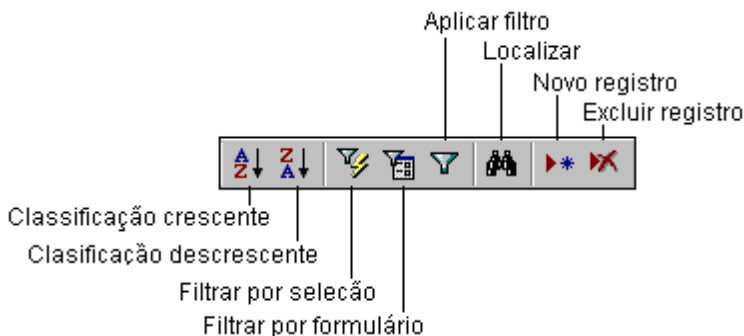 Aplicar filtro
Localizar
Novo registro
Excluir registro
Classificação crescente
Clasificação descrescente
Filtrar por seleção
Filtrar por formulário